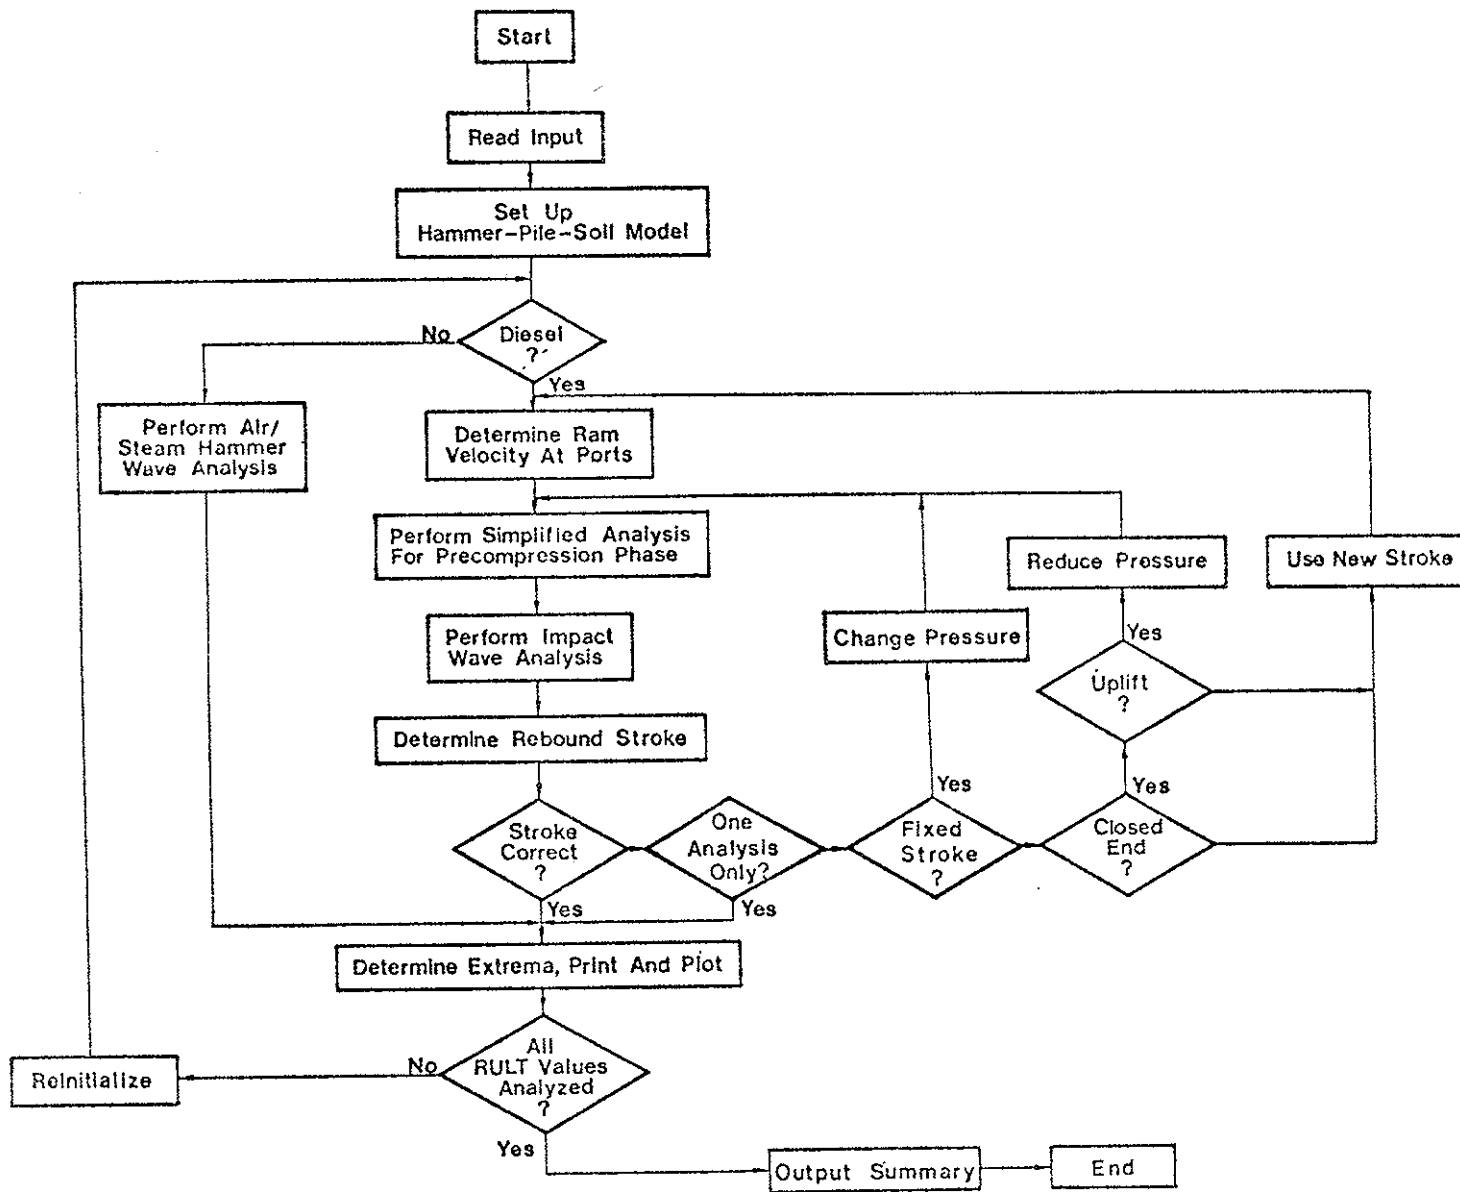 Start
Read Input
Set Up
Hammer-Pile-Soil Model
Diesel
?
No
Yes
Perform Air/
Steam Hammer
Wave Analysis
Determine Ram
Velocity At Ports
Perform Simplified Analysis
For Precompression Phase
Reduce Pressure
Use New Stroke
Perform Impact
Wave Analysis
Change Pressure
Yes
Uplift
?
Determine Rebound Stroke
Yes
Yes
Stroke
Correct
?
One
Analysis
Only?
Fixed
Stroke
?
Closed
End
?
Yes
Yes
Determine Extrema, Print And Plot
All
RULT Values
Analyzed
?
No
Reinitialize
Yes
Output Summary
End